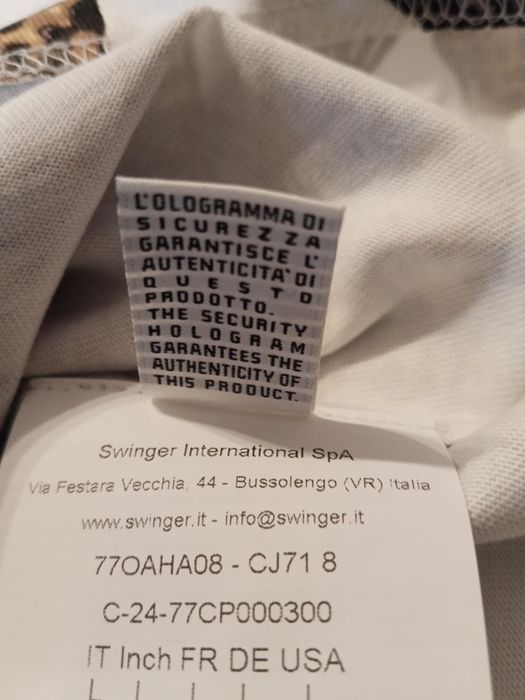 L'OLOGRAMMA DI
SICUREZZA
GARANTISCE L'
AUTENTICITA' DI
QUESTO
PRODOTTO.
THE SECURITY
HOLOGRAM
GARANTEES THE
AUTHENTICITY OF
THIS PRODUCT.
Swinger International SpA
Via Festara Vecchia, 44 - Bussolengo (VR) Italia
www.swinger.it - info@swinger.it
77OAHA08 - CJ71 8
C-24-77CP000300
IT Inch FR DE USA